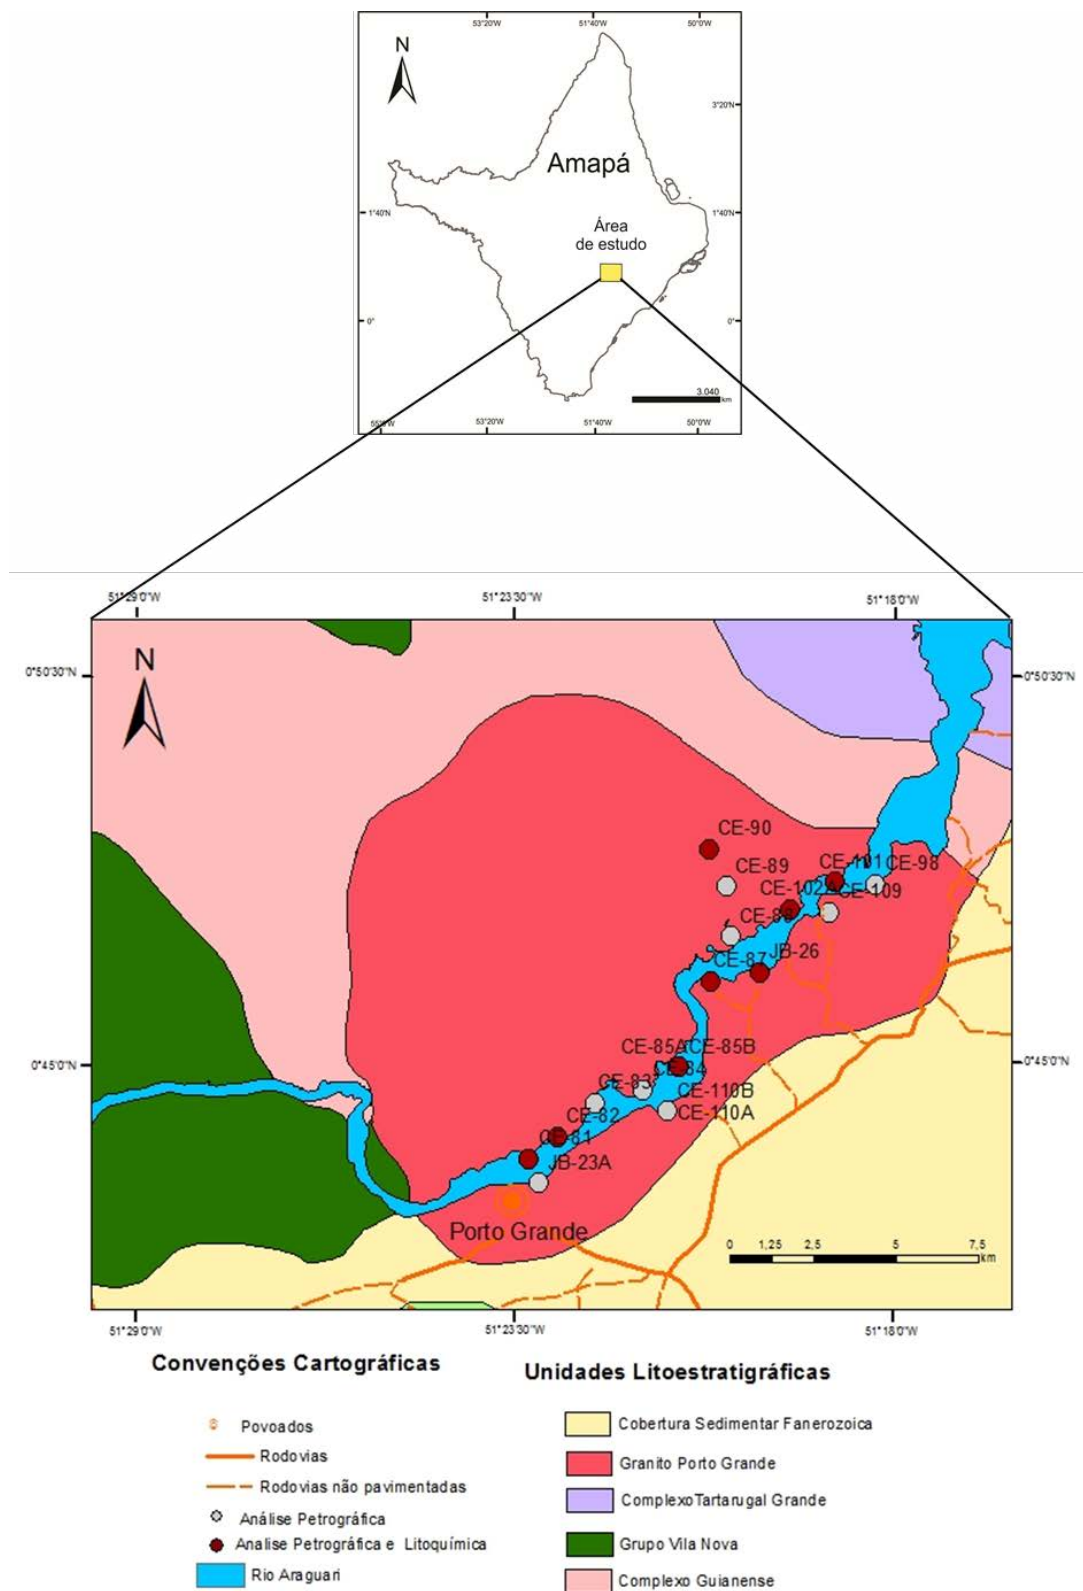 53°20'W 51°40'W 50°0'W
N
3°20'N
Amapá
1°40'N 1°40'N
Área
de estudo
0° 0°
3.040
km
53°20'W 51°40'W 50°0'W
51°29'0"W 51°23'30"W 51°18'0"W
0°50'30"N 0°50'30"N
N
CE-90
CE-89
CE-101 CE-98
CE-102A CE-109
JB-26
CE-87
CE-85A CE-85B
CE-83
CE-110B
CE-110A
CE-82
CE-81
JB-23A
0°45'0"N 0°45'0"N
Porto Grande
0 1,25 2,5 5 7,5
km
51°29'0"W 51°23'30"W 51°18'0"W
Convenções Cartográficas
Povoados
Rodovias
Rodovias não pavimentadas
Análise Petrográfica
Analise Petrográfica e Litoquímica
Rio Araguari
Unidades Litoestratigráficas
Cobertura Sedimentar Fanerozoica
Granito Porto Grande
ComplexoTartarugal Grande
Grupo Vila Nova
Complexo Guianense